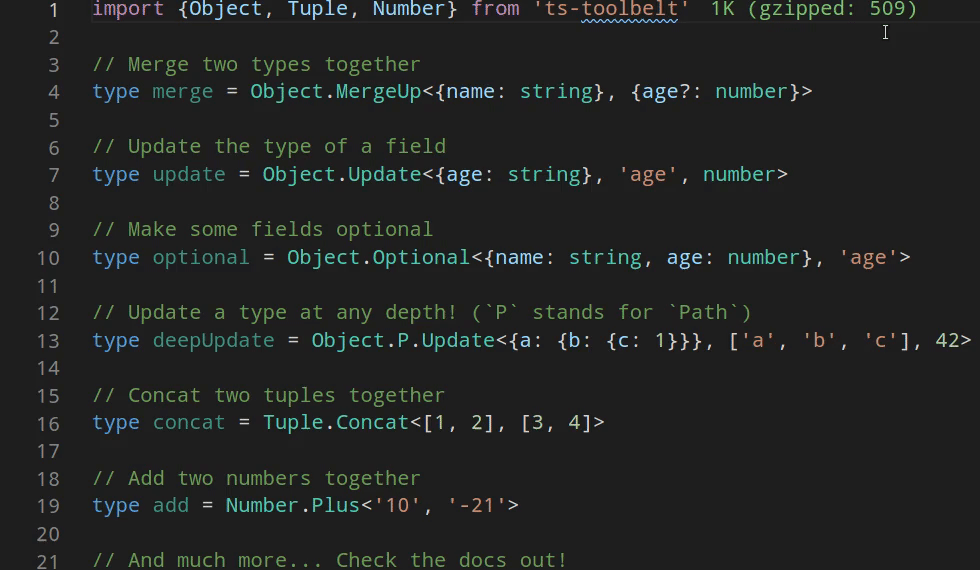 1 import {Object, Tuple, Number} from 'ts-toolbelt' 1K (gzipped: 509)
2
3 // Merge two types together
4 type merge = Object.MergeUp<{name: string}, {age?: number}>
5
6 // Update the type of a field
7 type update = Object.Update<{age: string}, 'age', number>
8
9 // Make some fields optional
10 type optional = Object.Optional<{name: string, age: number}, 'age'>
11
12 // Update a type at any depth! (`P` stands for `Path`)
13 type deepUpdate = Object.P.Update<{a: {b: {c: 1}}}, ['a', 'b', 'c'], 42>
14
15 // Concat two tuples together
16 type concat = Tuple.Concat<[1, 2], [3, 4]>
17
18 // Add two numbers together
19 type add = Number.Plus<'10', '-21'>
20
21 // And much more... Check the docs out!